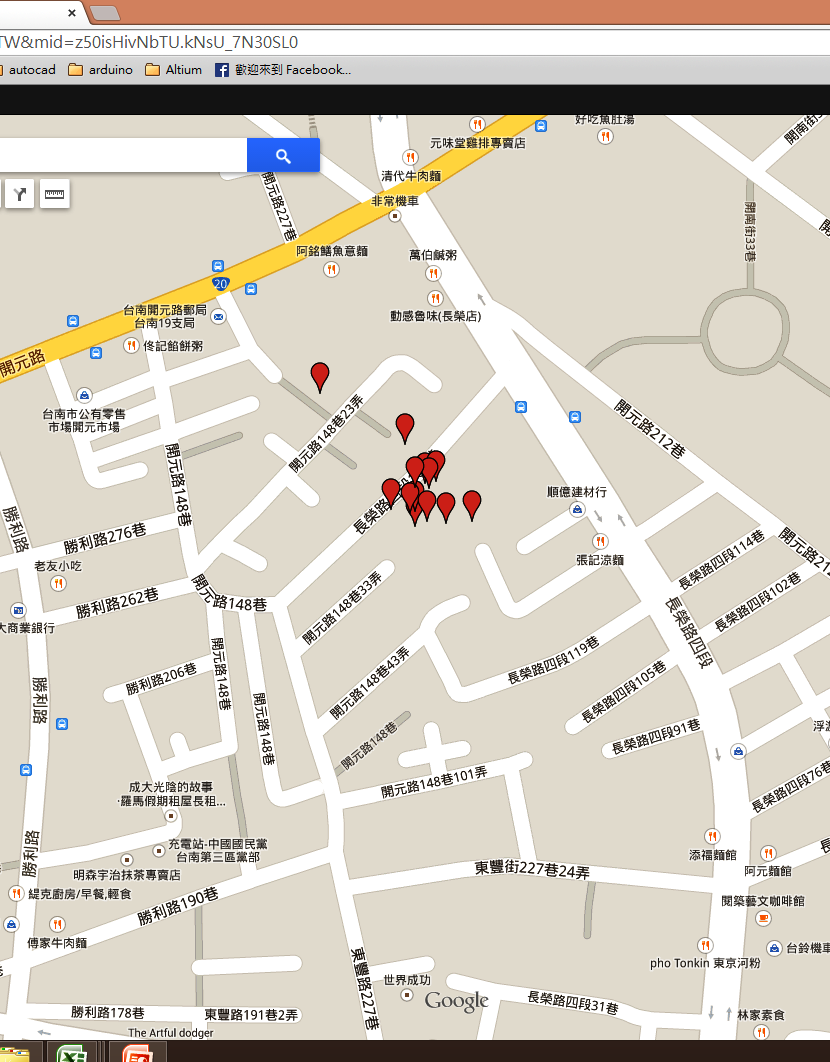 TW&mid=z50isHivNbTU.kNsU_7N30SL0
autocad
arduino
Altium
歡迎來到 Facebook...
好吃魚肚湯
元味堂雞排專賣店
清代牛肉麵
開南街
開元路227巷
非常機車
開南街33巷
阿銘鱔魚意麵
萬伯鹹粥
20
台南開元路郵局
台南19支局
動感魯味(長榮店)
佟記餡餅粥
開元路
台南市公有零售
市場開元市場
開元路148巷23弄
開元路212巷
開元路148巷
長榮路
順億建材行
勝利路
勝利路276巷
張記涼麵
長榮路四段114巷
老友小吃
開元路148巷
勝利路262巷
開元路148巷33弄
長榮路四段102巷
大商業銀行
長榮路四段
開元路148巷
長榮路四段119巷
勝利路206巷
開元路148巷43弄
長榮路四段105巷
勝利路
開元路148巷
開元路148巷
長榮路四段91巷
開元路148巷101弄
長榮路四段76巷
成大光陰的故事
·羅馬假期租屋長租...
充電站-中國國民黨
台南第三區黨部
添福麵館
阿元麵館
勝利路
明森宇治抹茶專賣店
東豐街227巷24弄
緹克廚房/早餐,輕食
勝利路190巷
閱築藝文咖啡館
傅家牛肉麵
台鈴機車
pho Tonkin 東京河粉
東豐路227巷
世界成功
Google
長榮路四段31巷
勝利路178巷
東豐路191巷2弄
林家素食
The Artful dodger